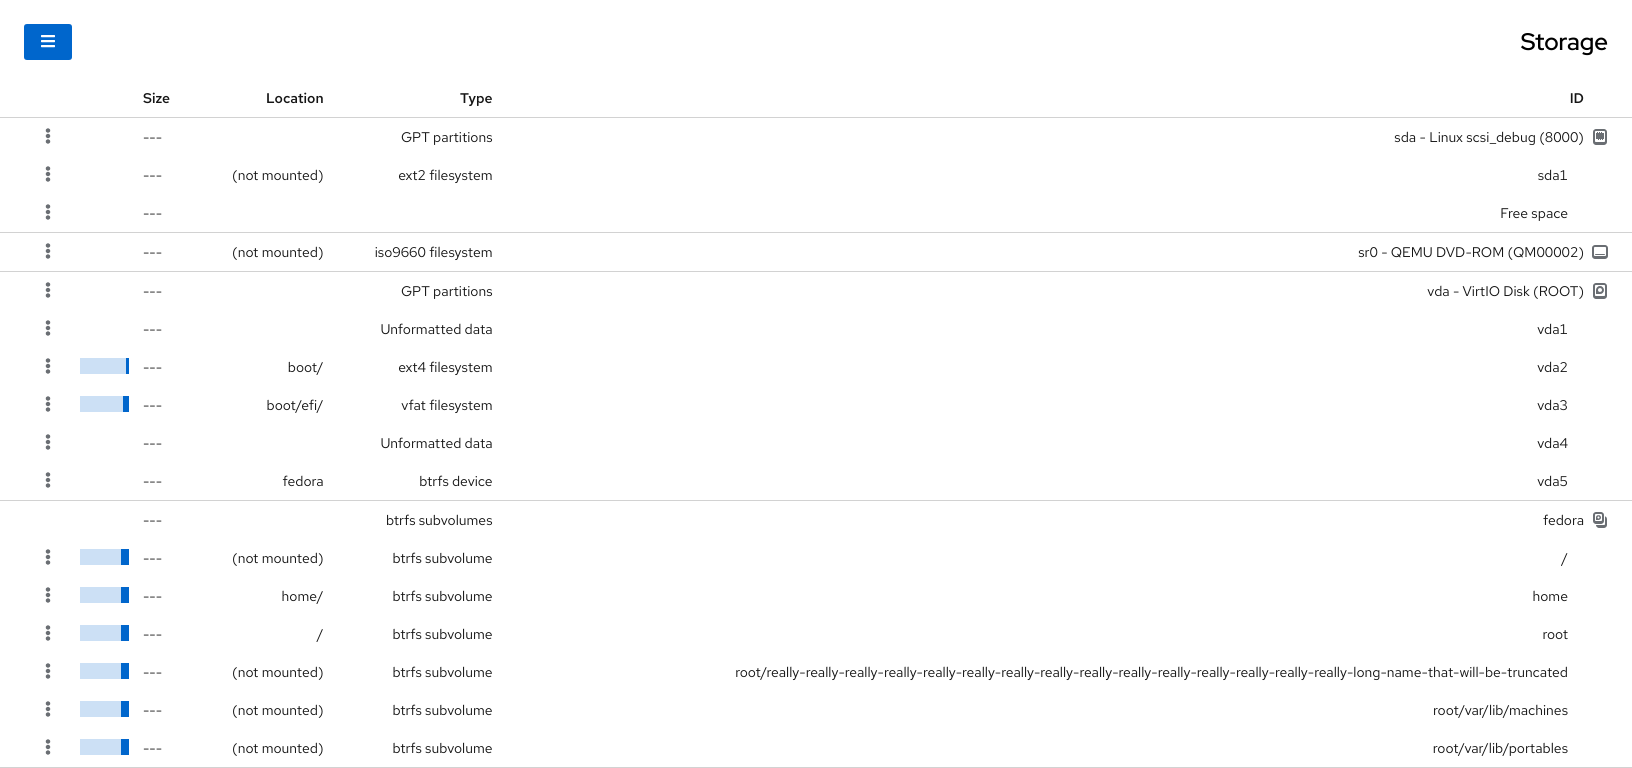 Storage
ID Type Location Size
sda - Linux scsi_debug (8000) GPT partitions ---
sda1 ext2 filesystem (not mounted) ---
Free space ---
sr0 - QEMU DVD-ROM (QM00002) iso9660 filesystem (not mounted) ---
vda - VirtIO Disk (ROOT) GPT partitions ---
vda1 Unformatted data ---
vda2 ext4 filesystem boot/ ---
vda3 vfat filesystem boot/efi/ ---
vda4 Unformatted data ---
vda5 btrfs device fedora ---
fedora btrfs subvolumes ---
/ btrfs subvolume (not mounted) ---
home btrfs subvolume home/ ---
root btrfs subvolume / ---
root/really-really-really-really-really-really-really-really-really-really-really-really-really-really-really-long-name-that-will-be-truncated btrfs subvolume (not mounted) ---
root/var/lib/machines btrfs subvolume (not mounted) ---
root/var/lib/portables btrfs subvolume (not mounted) ---